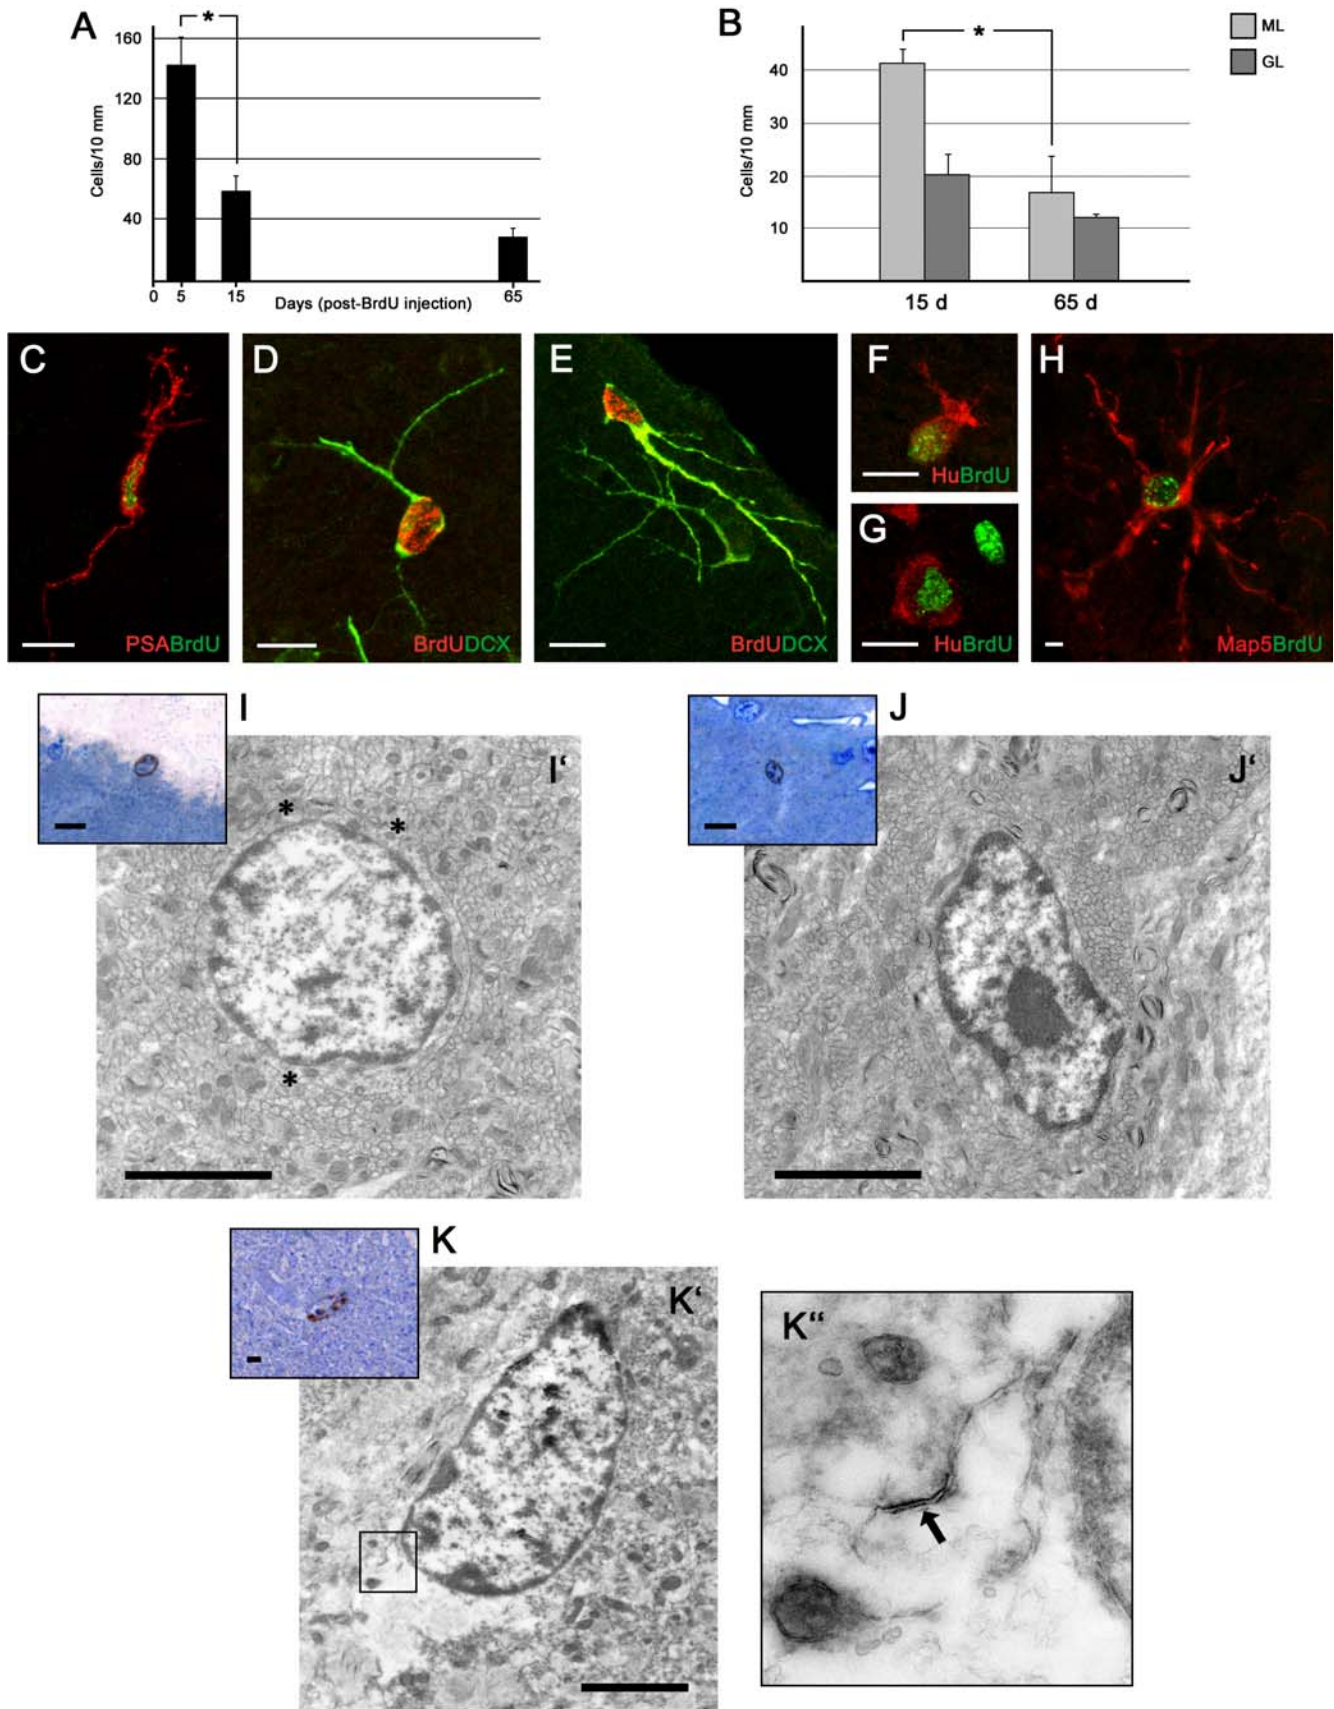 A
*
160
120
80
40
Cells/10 mm
0 5 15 65
Days (post-BrdU injection)
B
*
ML
GL
40
30
20
10
Cells/10 mm
15 d 65 d
C
PSABrdU
D
BrdUDCX
E
BrdUDCX
F
HuBrdU
G
HuBrdU
H
Map5BrdU
I
I'
*
*
*
J
J'
K
K'
K"